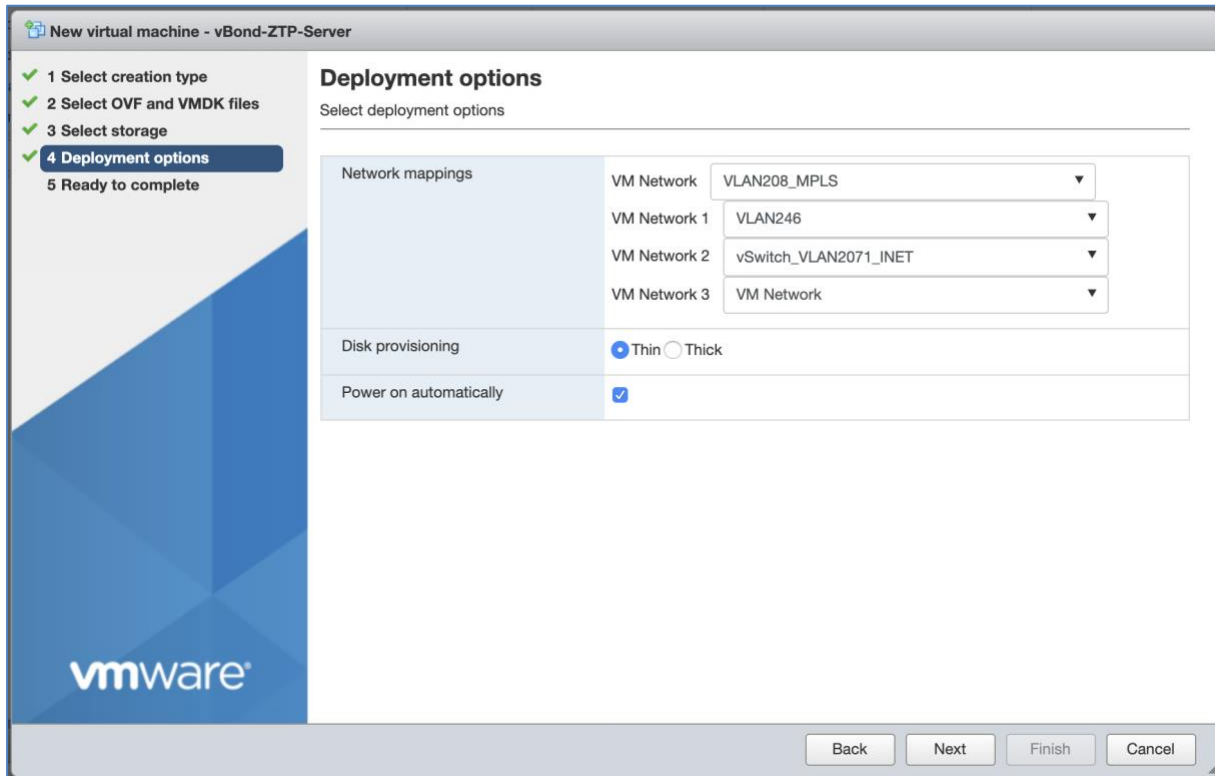 New virtual machine - vBond-ZTP-Server
1 Select creation type
2 Select OVF and VMDK files
3 Select storage
4 Deployment options
5 Ready to complete
vmware®
Deployment options
Select deployment options
Network mappings
VM Network VLAN208_MPLS
VM Network 1 VLAN246
VM Network 2 vSwitch_VLAN2071_INET
VM Network 3 VM Network
Disk provisioning Thin Thick
Power on automatically
Back Next Finish Cancel